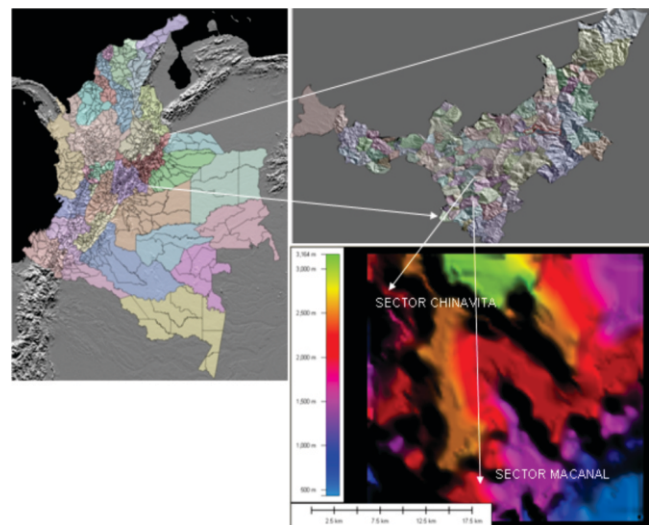 SECTOR CHINAVITA
SECTOR MACANAL
3,164 m
3,000 m
2,500 m
2,000 m
1,500 m
1,000 m
500 m
2.5 km 7.5 km 12.5 km 17.5 km